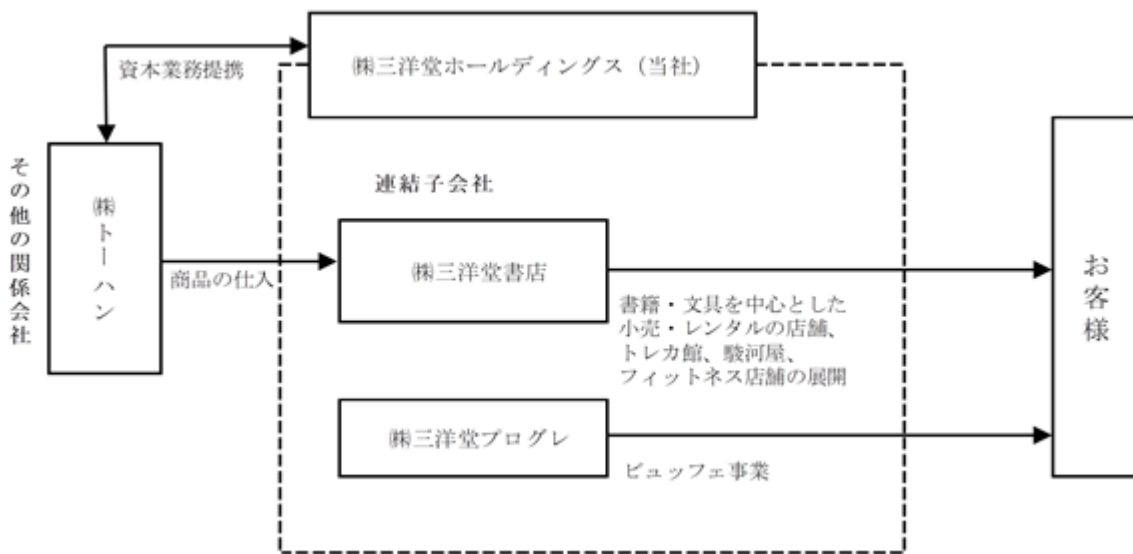 ㈱三洋堂ホールディングス（当社）
資本業務提携
その他の関係会社
㈱トーハン
連結子会社
商品の仕入
㈱三洋堂書店
書籍・文具を中心とした
小売・レンタルの店舗、
トレカ館、駿河屋、
フィットネス店舗の展開
㈱三洋堂プログレ
ビュッフェ事業
お客様